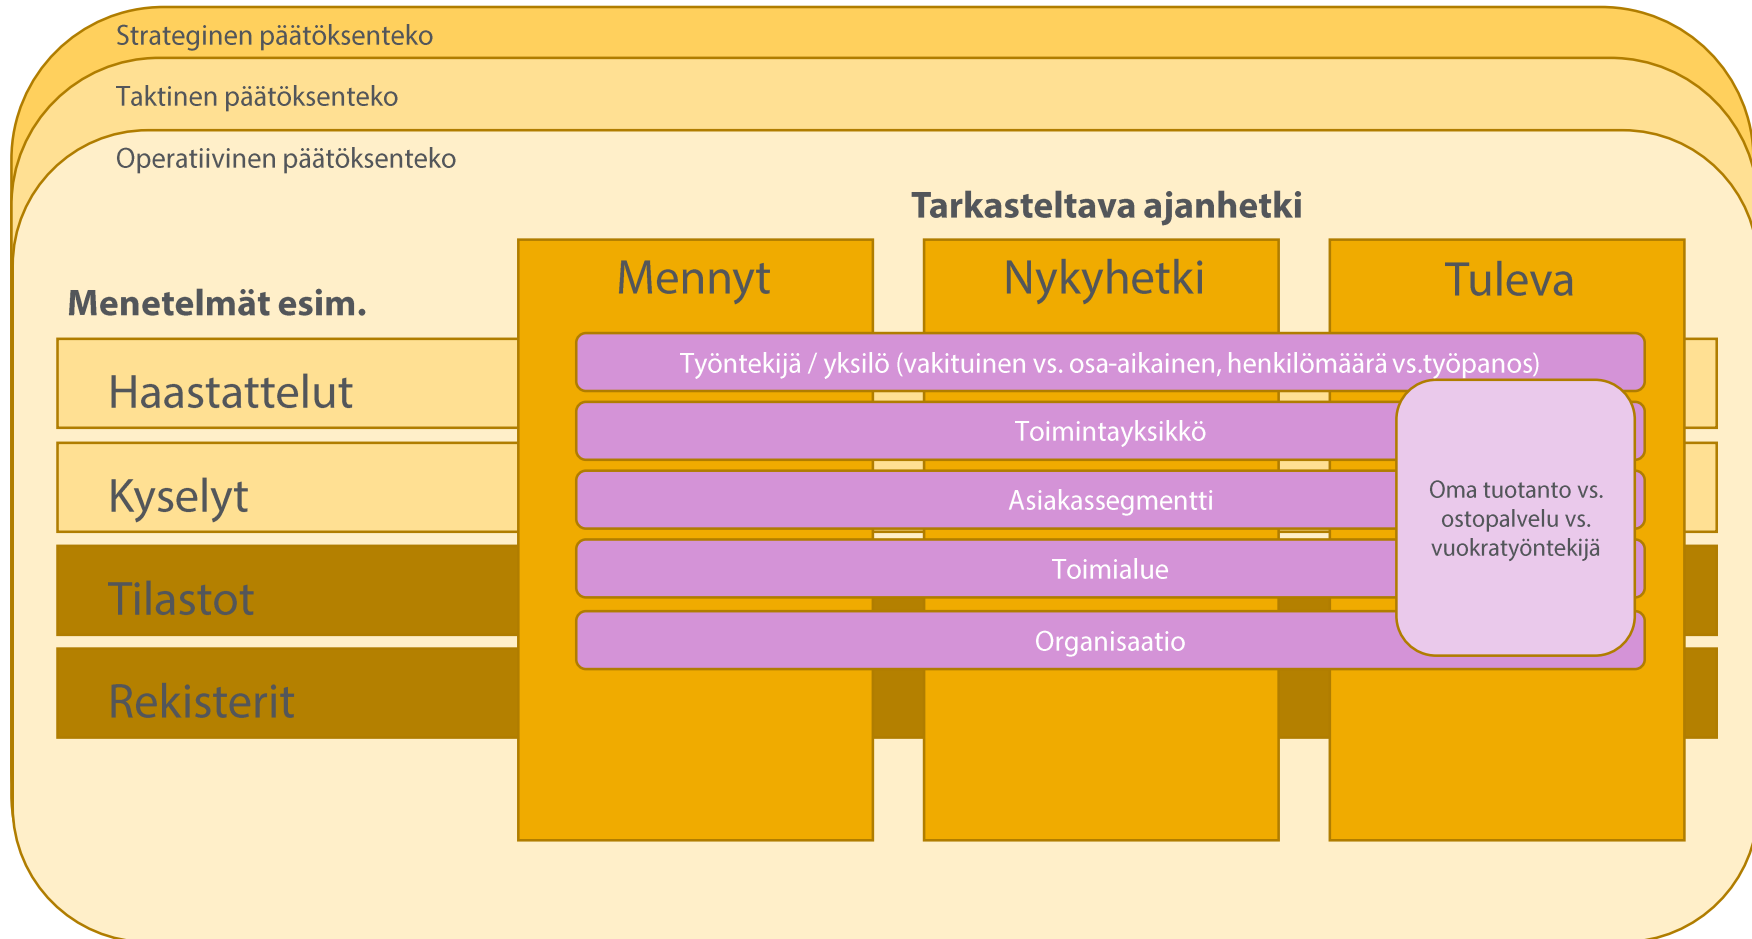 Strateginen päätöksenteko
Taktinen päätöksenteko
Operatiivinen päätöksenteko
Tarkasteltava ajanhetki
Mennyt
Nykyhetki
Tuleva
Menetelmät esim.
Haastattelut
Kyselyt
Tilastot
Rekisterit
Työntekijä / yksilö (vakituinen vs. osa-aikainen, henkilömäärä vs.työpanos)
Toimintayksikkö
Asiakassegmentti
Toimialue
Organisaatio
Oma tuotanto vs.
ostopalvelu vs.
vuokratyöntekijä